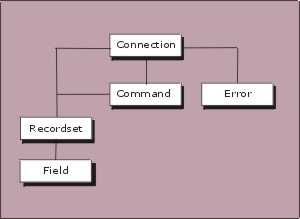 Connection
Command
Error
Recordset
Field